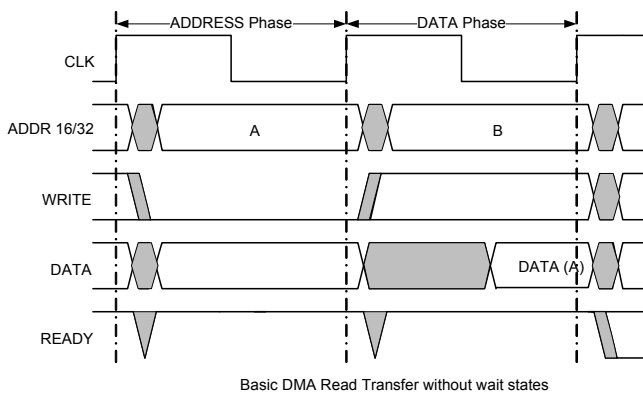 ADDRESS Phase
DATA Phase
CLK
ADDR 16/32
A
B
WRITE
DATA
DATA (A)
READY
Basic DMA Read Transfer without wait states